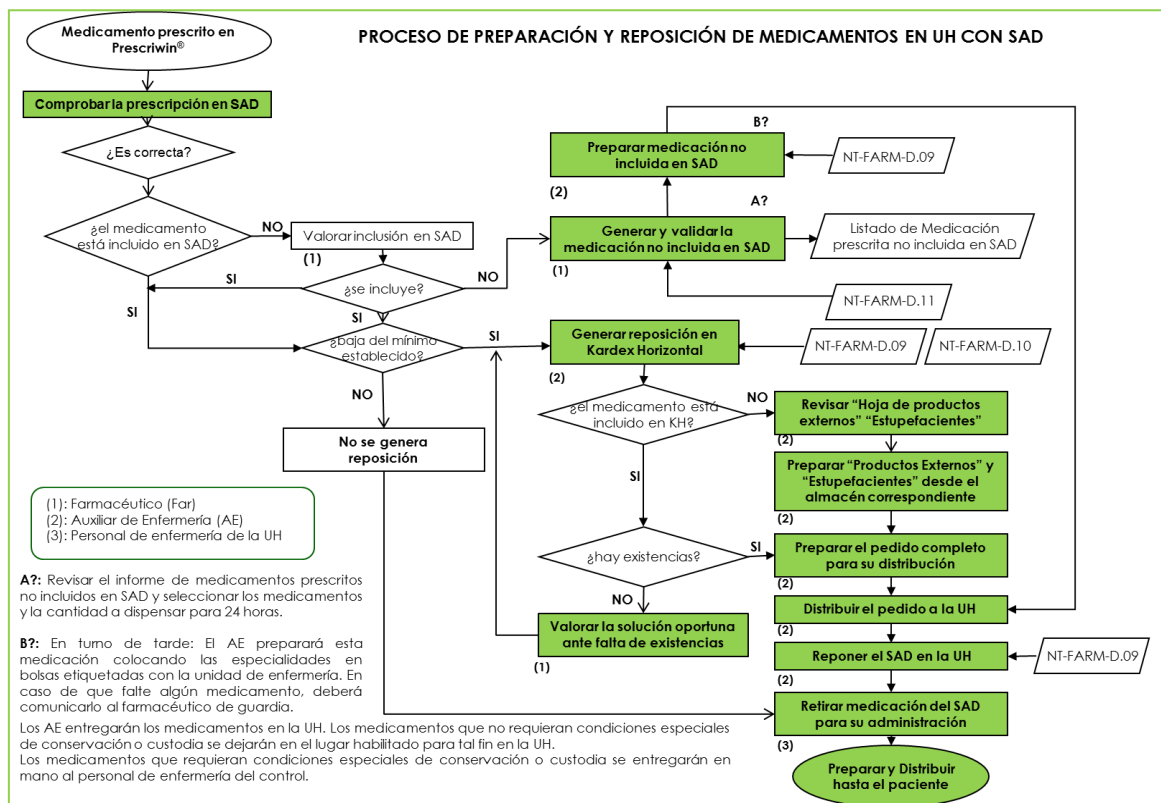 Medicamento prescrito en
Prescriwin®
PROCESO DE PREPARACIÓN Y REPOSICIÓN DE MEDICAMENTOS EN UH CON SAD
Comprobar la prescripción en SAD
¿Es correcta?
¿el medicamento
está incluido en SAD?
NO
Valorar inclusión en SAD
(1)
SI
SI
¿se incluye?
NO
SI
¿baja del mínimo
establecido?
SI
NO
No se genera
reposición
B?
Preparar medicación no
incluida en SAD
(2)
NT-FARM-D.09
A?
Generar y validar la
medicación no incluida en SAD
(1)
Listado de Medicación
prescrita no incluida en SAD
NT-FARM-D.11
Generar reposición en
Kardex Horizontal
(2)
NT-FARM-D.09
NT-FARM-D.10
¿el medicamento está
incluido en KH?
NO
SI
Revisar “Hoja de productos
externos” “Estupefacientes”
(2)
Preparar “Productos Externos” y
“Estupefacientes” desde el
almacén correspondiente
(2)
¿hay existencias?
SI
NO
Preparar el pedido completo
para su distribución
(2)
Valorar la solución oportuna
ante falta de existencias
(1)
Distribuir el pedido a la UH
(2)
Reponer el SAD en la UH
(2)
NT-FARM-D.09
Retirar medicación del SAD
para su administración
(3)
Preparar y Distribuir
hasta el paciente
(1): Farmacéutico (Far)
(2): Auxiliar de Enfermería (AE)
(3): Personal de enfermería de la UH
A?: Revisar el informe de medicamentos prescritos
no incluidos en SAD y seleccionar los medicamentos
y la cantidad a dispensar para 24 horas.
B?: En turno de tarde: El AE preparará esta
medicación colocando las especialidades en
bolsas etiquetadas con la unidad de enfermería. En
caso de que falte algún medicamento, deberá
comunicarlo al farmacéutico de guardia.
Los AE entregarán los medicamentos en la UH. Los medicamentos que no requieran condiciones especiales
de conservación o custodia se dejarán en el lugar habilitado para tal fin en la UH.
Los medicamentos que requieran condiciones especiales de conservación o custodia se entregarán en
mano al personal de enfermería del control.